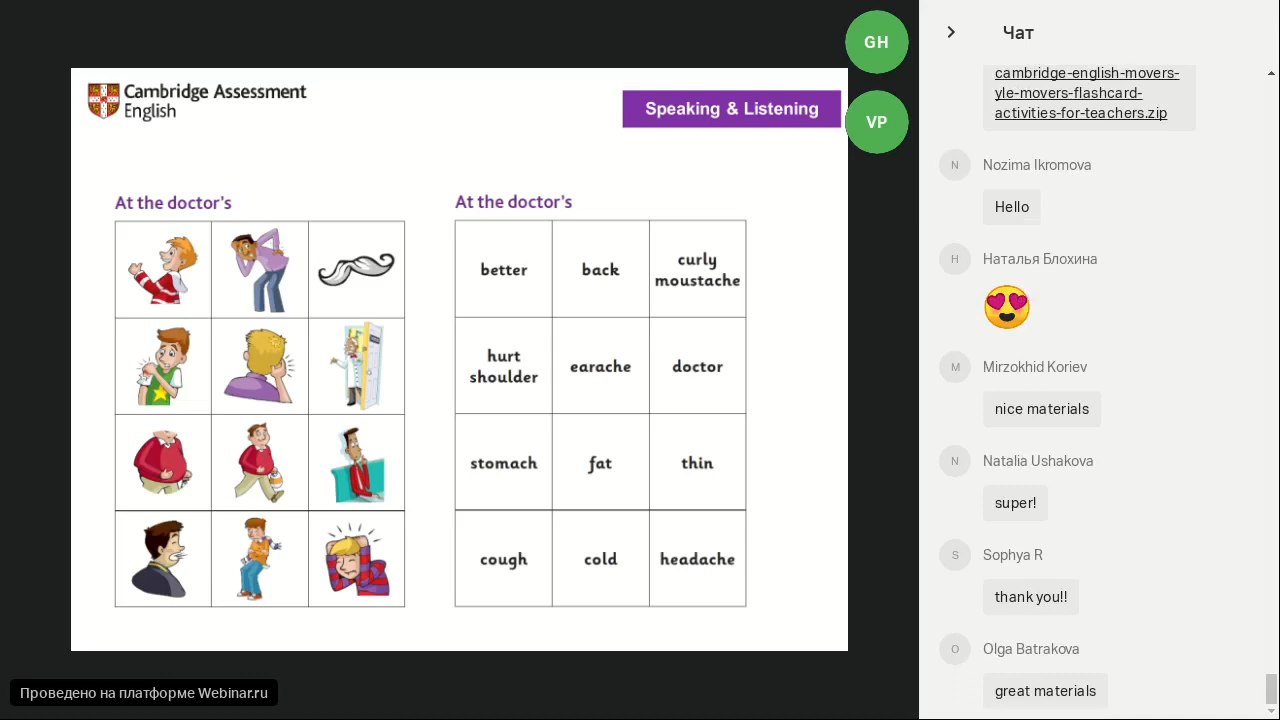 Cambridge Assessment
English
Speaking & Listening
At the doctor's
At the doctor's
better
back
curly
moustache
hurt
shoulder
earache
doctor
stomach
fat
thin
cough
cold
headache
GH
VP
Проведено на платформе Webinar.ru
Чат
cambridge-english-movers-
yle-movers-flashcard-
activities-for-teachers.zip
N
Nozima Ikromova
Hello
Н
Наталья Блохина
M
Mirzokhid Koriev
nice materials
N
Natalia Ushakova
super!
S
Sophya R
thank you!!
O
Olga Batrakova
great materials